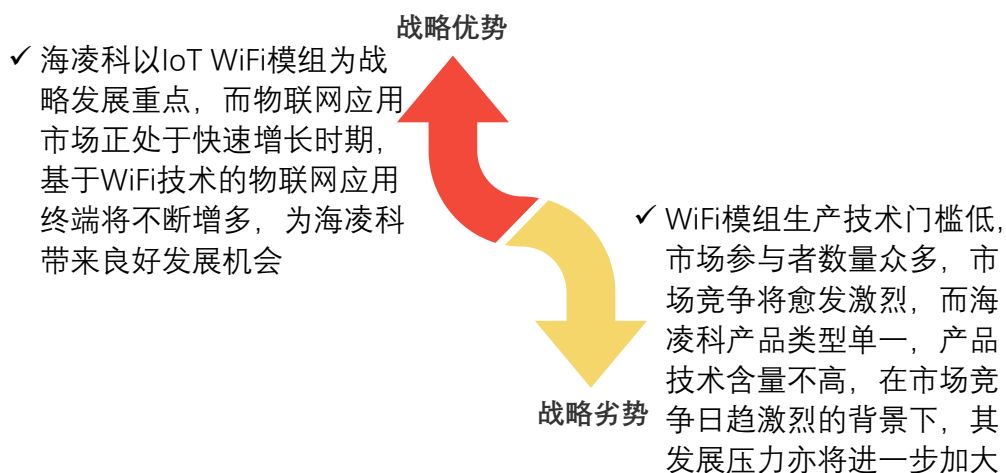 战略优势
✓ 海凌科以IoT WiFi模组为战
略发展重点，而物联网应用
市场正处于快速增长时期，
基于WiFi技术的物联网应用
终端将不断增多，为海凌科
带来良好发展机会
✓ WiFi模组生产技术门槛低，
市场参与者数量众多，市
场竞争将愈发激烈，而海
凌科产品类型单一，产品
技术含量不高，在市场竞
争日趋激烈的背景下，其
发展压力亦将进一步加大
战略劣势